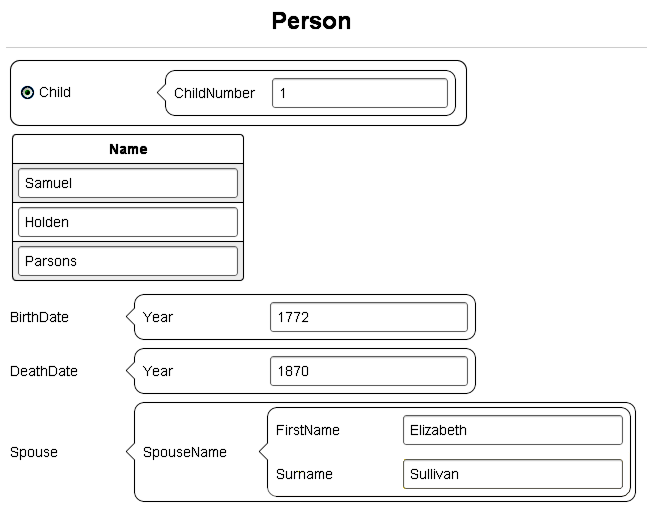 Person
Child ChildNumber 1
Name
Samuel
Holden
Parsons
BirthDate Year 1772
DeathDate Year 1870
FirstName Elizabeth
Spouse SpouseName
Surname Sullivan